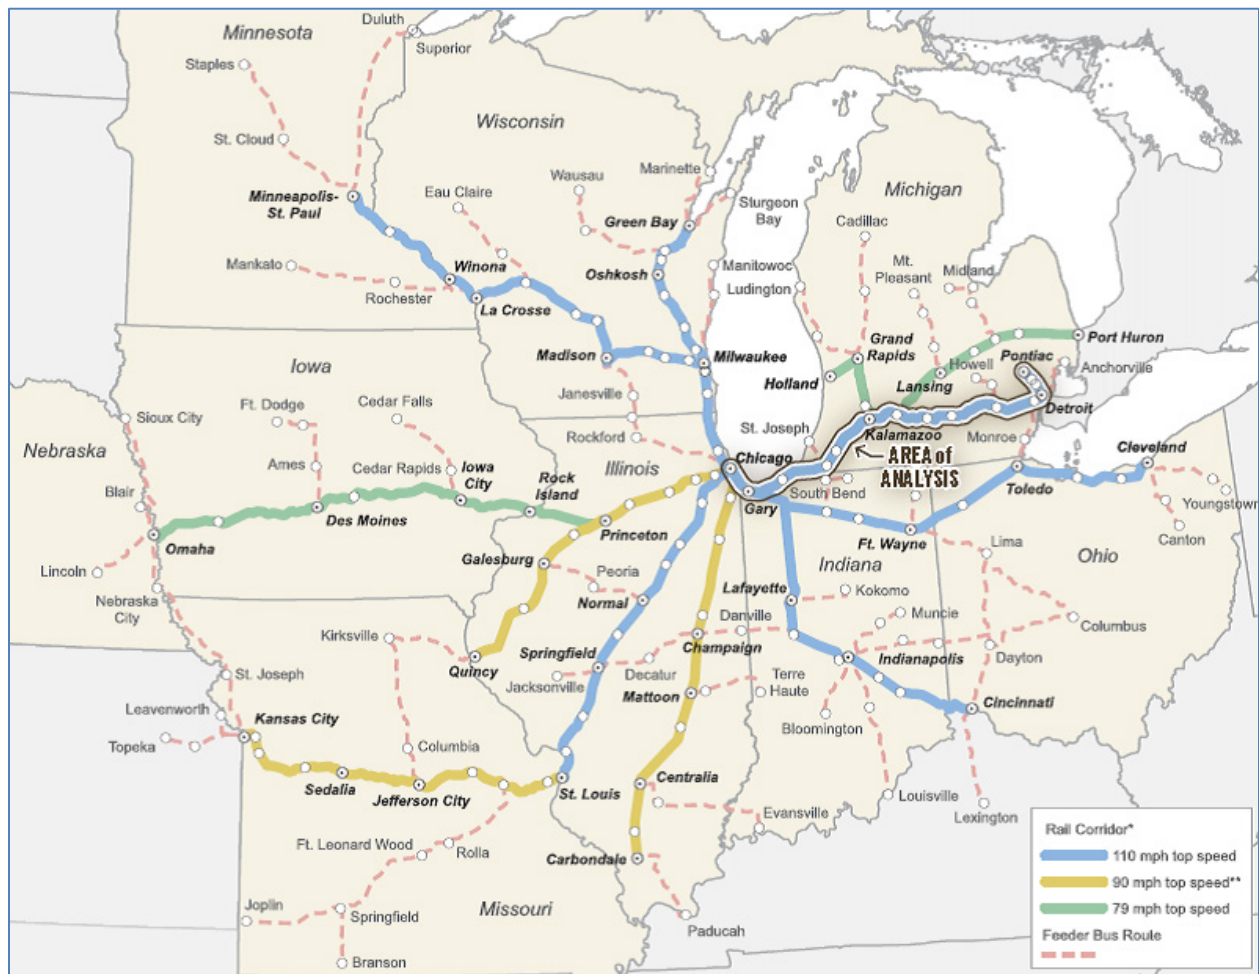 Duluth
Minnesota
Superior
Staples
Wisconsin
St. Cloud
Marinette
Wausau
Michigan
Eau Claire
Minneapolis-
St. Paul
Sturgeon
Bay
Green Bay
Cadillac
Mt.
Pleasant
Midland
Mankato
Winona
Manitowoc
Oshkosh
Ludington
Rochester
La Crosse
Grand
Rapids
Port Huron
Madison
Milwaukee
Pontiac
Howell
Anchorville
Iowa
Holland
Lansing
Janesville
Ft. Dodge
Cedar Falls
Detroit
Sioux City
St. Joseph
Kalamazoo
Rockford
Monroe
Nebraska
Chicago
AREA of
ANALYSIS
Cleveland
Ames
Cedar Rapids
Iowa
City
Rock
Island
Illinois
South Bend
Toledo
Blair
Youngstown
Gary
Des Moines
Princeton
Omaha
Ft. Wayne
Lima
Canton
Galesburg
Ohio
Lincoln
Peoria
Indiana
Lafayette
Kokomo
Nebraska
City
Normal
Muncie
Danville
Columbus
Kirksville
Champaign
Springfield
Indianapolis
Dayton
Quincy
Decatur
St. Joseph
Jacksonville
Terre
Haute
Mattoon
Leavenworth
Kansas City
Cincinnati
Bloomington
Topeka
Columbia
Centralia
Sedalia
Jefferson City
St. Louis
Louisville
Evansville
Lexington
Ft. Leonard Wood
Rolla
Carbondale
Joplin
Springfield
Missouri
Paducah
Branson
Rail Corridor*
110 mph top speed
90 mph top speed**
79 mph top speed
Feeder Bus Route